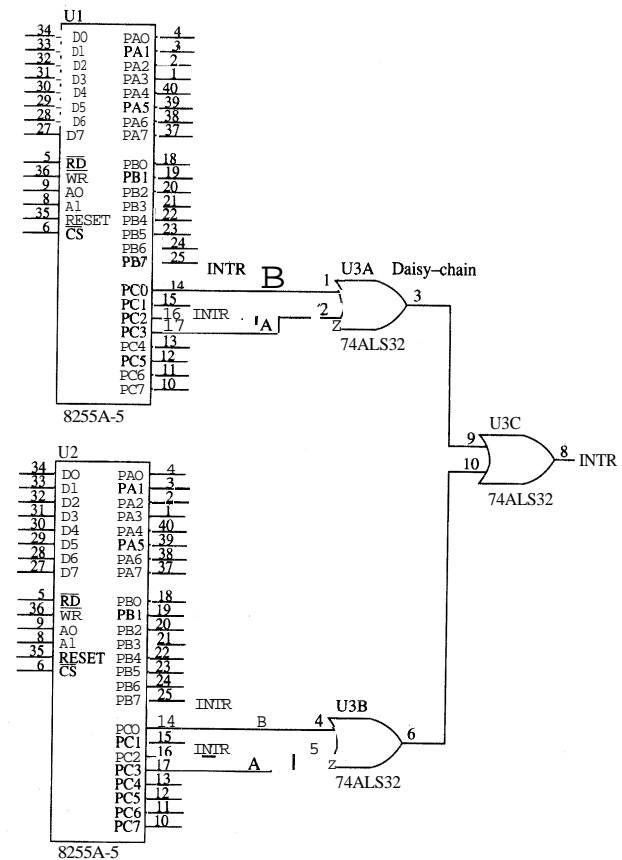 U1
34 D0 PA0 4
33 D1 PA1 3
32 D2 PA2 2
31 D3 PA3 1
30 D4 PA4 40
29 D5 PA5 39
28 D6 PA6 38
27 D7 PA7 37
5 RD PB0 18
36 WR PB1 19
9 A0 PB2 20
8 A1 PB3 21
35 RESET PB4 22
6 CS PB5 23
PB6 24
PB7 25
INTR B
PC0 14
PC1 15
PC2 16 INTR
PC3 17 'A
PC4 13
PC5 12
PC6 11
PC7 10
8255A-5
U3A Daisy–chain
1
2
Z
3
74ALS32
U3C
9
10
8 INTR
74ALS32
U2
34 D0 PA0 4
33 D1 PA1 3
32 D2 PA2 2
31 D3 PA3 1
30 D4 PA4 40
29 D5 PA5 39
28 D6 PA6 38
27 D7 PA7 37
5 RD PB0 18
36 WR PB1 19
9 A0 PB2 20
8 A1 PB3 21
35 RESET PB4 22
6 CS PB5 23
PB6 24
PB7 25 INTR
PC0 14 B
PC1 15
PC2 16 INTR
PC3 17 A
PC4 13
PC5 12
PC6 11
PC7 10
8255A-5
U3B
4
5
Z
6
74ALS32